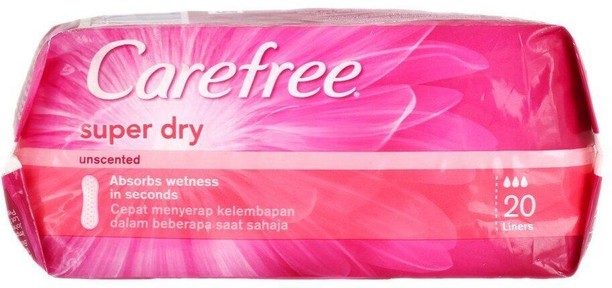 Carefree®
super dry
unscented
Absorbs wetness
in seconds
Cepat menyerap kelembapan
dalam beberapa saat sahaja
20
Liners